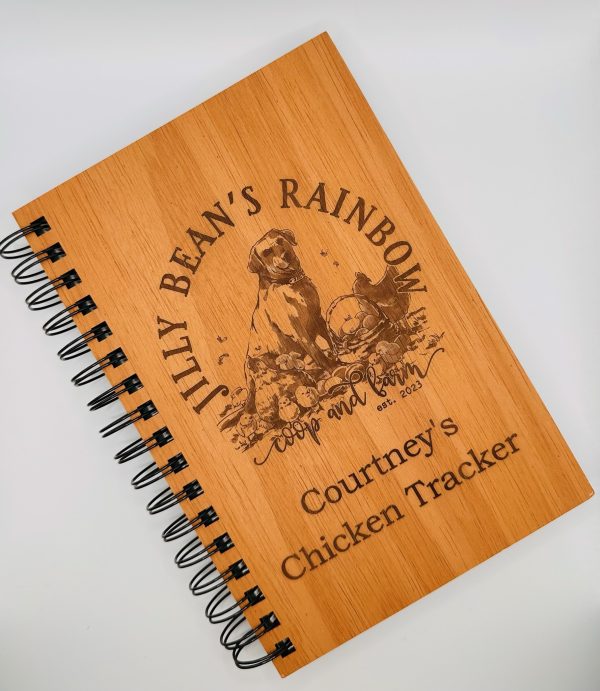 JILLY BEAN'S RAINBOW
coop and farm
est. 2023
Courtney's
Chicken Tracker